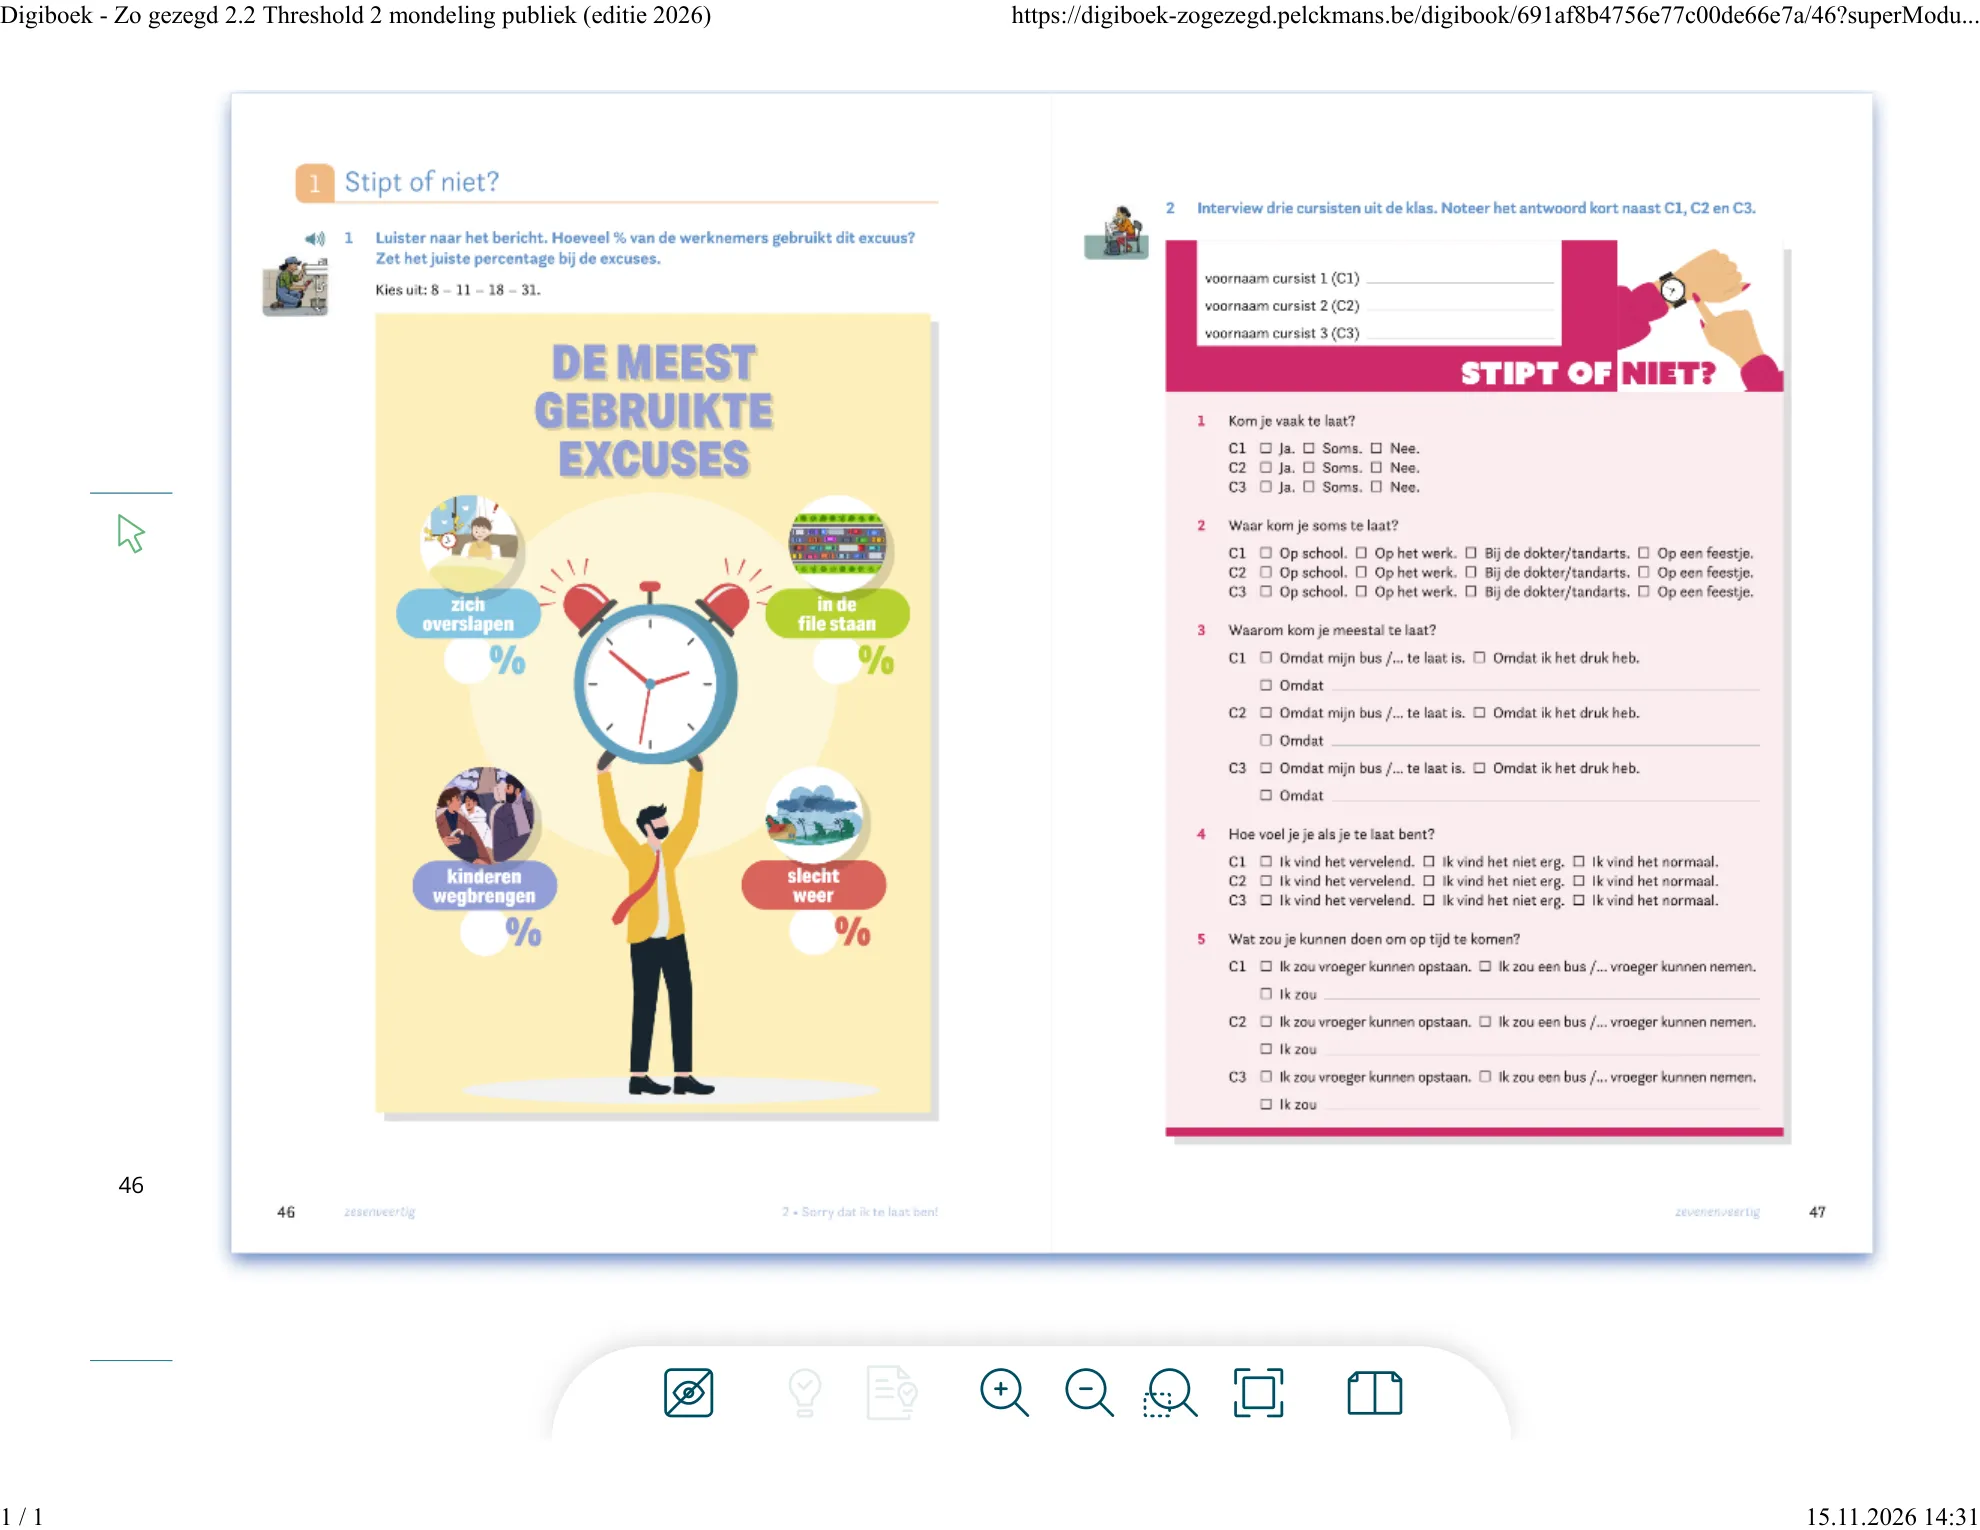 Digiboek - Zo gezegd 2.2 Threshold 2 mondeling publiek (editie 2026)
https://digiboek-zogezegd.pelckmans.be/digibook/691af8b4756e77c00de66e7a/46?superModu...
1 Stipt of niet?
1 Luister naar het bericht. Hoeveel % van de werknemers gebruikt dit excuus?
Zet het juiste percentage bij de excuses.
Kies uit: 8 – 11 – 18 – 31.
DE MEEST
GEBRUIKTE
EXCUSES
zich
overslapen
%
in de
file staan
%
kinderen
wegbrengen
%
slecht
weer
%
46 zesenveertig
2 • Sorry dat ik te laat ben!
2 Interview drie cursisten uit de klas. Noteer het antwoord kort naast C1, C2 en C3.
voornaam cursist 1 (C1)
voornaam cursist 2 (C2)
voornaam cursist 3 (C3)
STIPT OF NIET?
1 Kom je vaak te laat?
C1 ☐ Ja. ☐ Soms. ☐ Nee.
C2 ☐ Ja. ☐ Soms. ☐ Nee.
C3 ☐ Ja. ☐ Soms. ☐ Nee.
2 Waar kom je soms te laat?
C1 ☐ Op school. ☐ Op het werk. ☐ Bij de dokter/tandarts. ☐ Op een feestje.
C2 ☐ Op school. ☐ Op het werk. ☐ Bij de dokter/tandarts. ☐ Op een feestje.
C3 ☐ Op school. ☐ Op het werk. ☐ Bij de dokter/tandarts. ☐ Op een feestje.
3 Waarom kom je meestal te laat?
C1 ☐ Omdat mijn bus /... te laat is. ☐ Omdat ik het druk heb.
☐ Omdat
C2 ☐ Omdat mijn bus /... te laat is. ☐ Omdat ik het druk heb.
☐ Omdat
C3 ☐ Omdat mijn bus /... te laat is. ☐ Omdat ik het druk heb.
☐ Omdat
4 Hoe voel je je als je te laat bent?
C1 ☐ Ik vind het vervelend. ☐ Ik vind het niet erg. ☐ Ik vind het normaal.
C2 ☐ Ik vind het vervelend. ☐ Ik vind het niet erg. ☐ Ik vind het normaal.
C3 ☐ Ik vind het vervelend. ☐ Ik vind het niet erg. ☐ Ik vind het normaal.
5 Wat zou je kunnen doen om op tijd te komen?
C1 ☐ Ik zou vroeger kunnen opstaan. ☐ Ik zou een bus /... vroeger kunnen nemen.
☐ Ik zou
C2 ☐ Ik zou vroeger kunnen opstaan. ☐ Ik zou een bus /... vroeger kunnen nemen.
☐ Ik zou
C3 ☐ Ik zou vroeger kunnen opstaan. ☐ Ik zou een bus /... vroeger kunnen nemen.
☐ Ik zou
zevenenveertig 47
46
1 / 1
15.11.2026 14:31